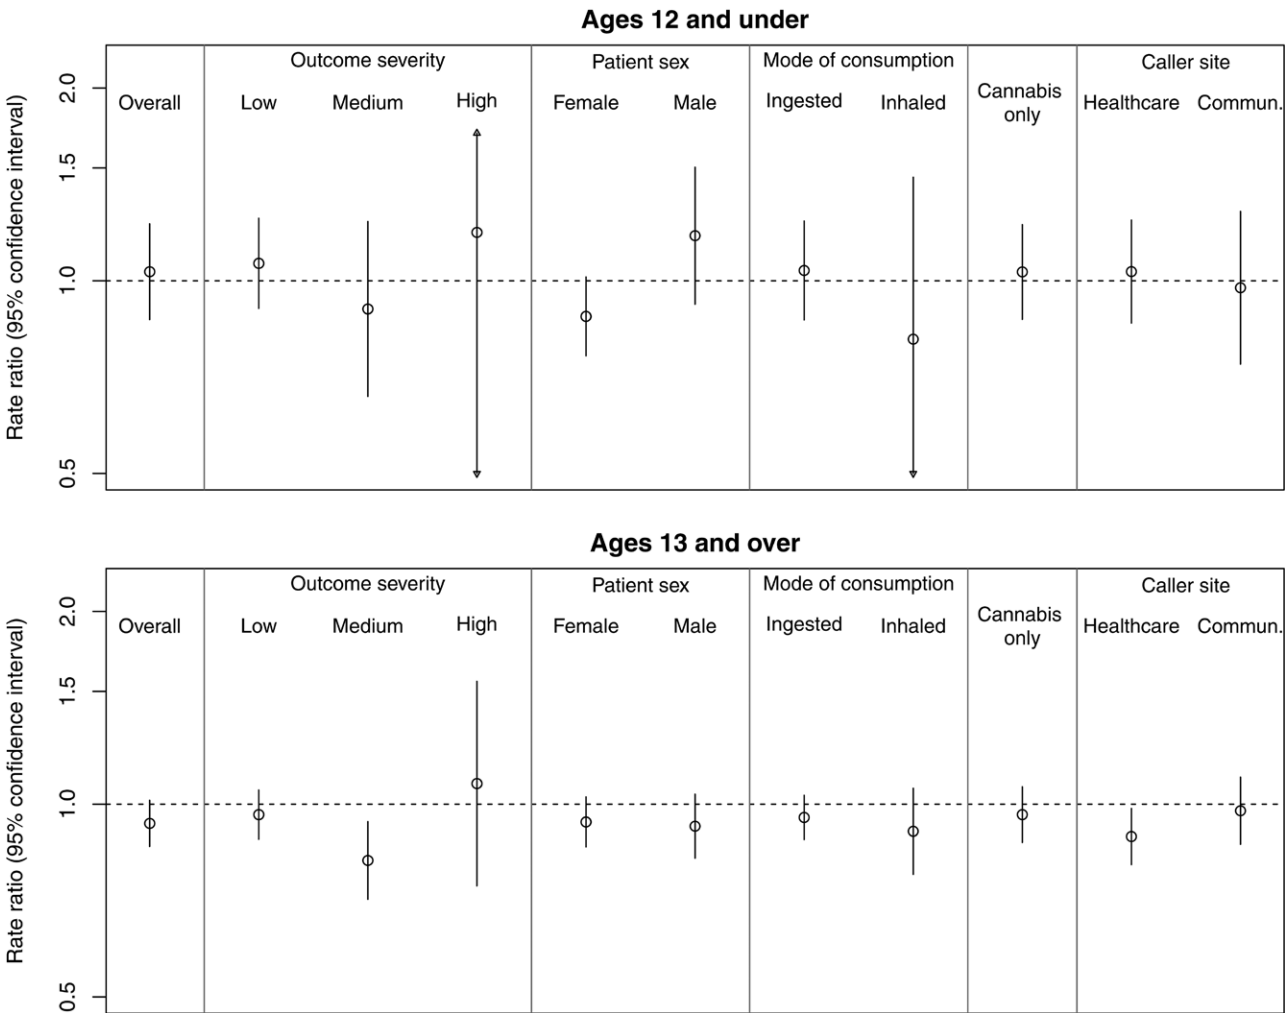 Ages 12 and under
Outcome severity Patient sex Mode of consumption Caller site
Overall Low Medium High Female Male Ingested Inhaled Cannabis only Healthcare Commun.
Rate ratio (95% confidence interval)
2.0
1.5
1.0
0.5
Ages 13 and over
Outcome severity Patient sex Mode of consumption Caller site
Overall Low Medium High Female Male Ingested Inhaled Cannabis only Healthcare Commun.
Rate ratio (95% confidence interval)
2.0
1.5
1.0
0.5